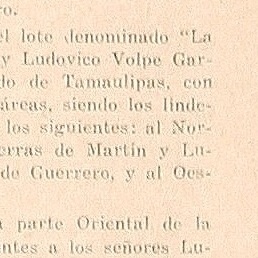 ro.
el lote denominado “La
y Ludovico Volpe Gar-
do de Tamaulipas, con
áreas, siendo los linde-
los siguientes: al Nor-
erras de Martín y Lu-
de Guerrero, y al Oes-
a parte Oriental de la
entes a los señores Lu-